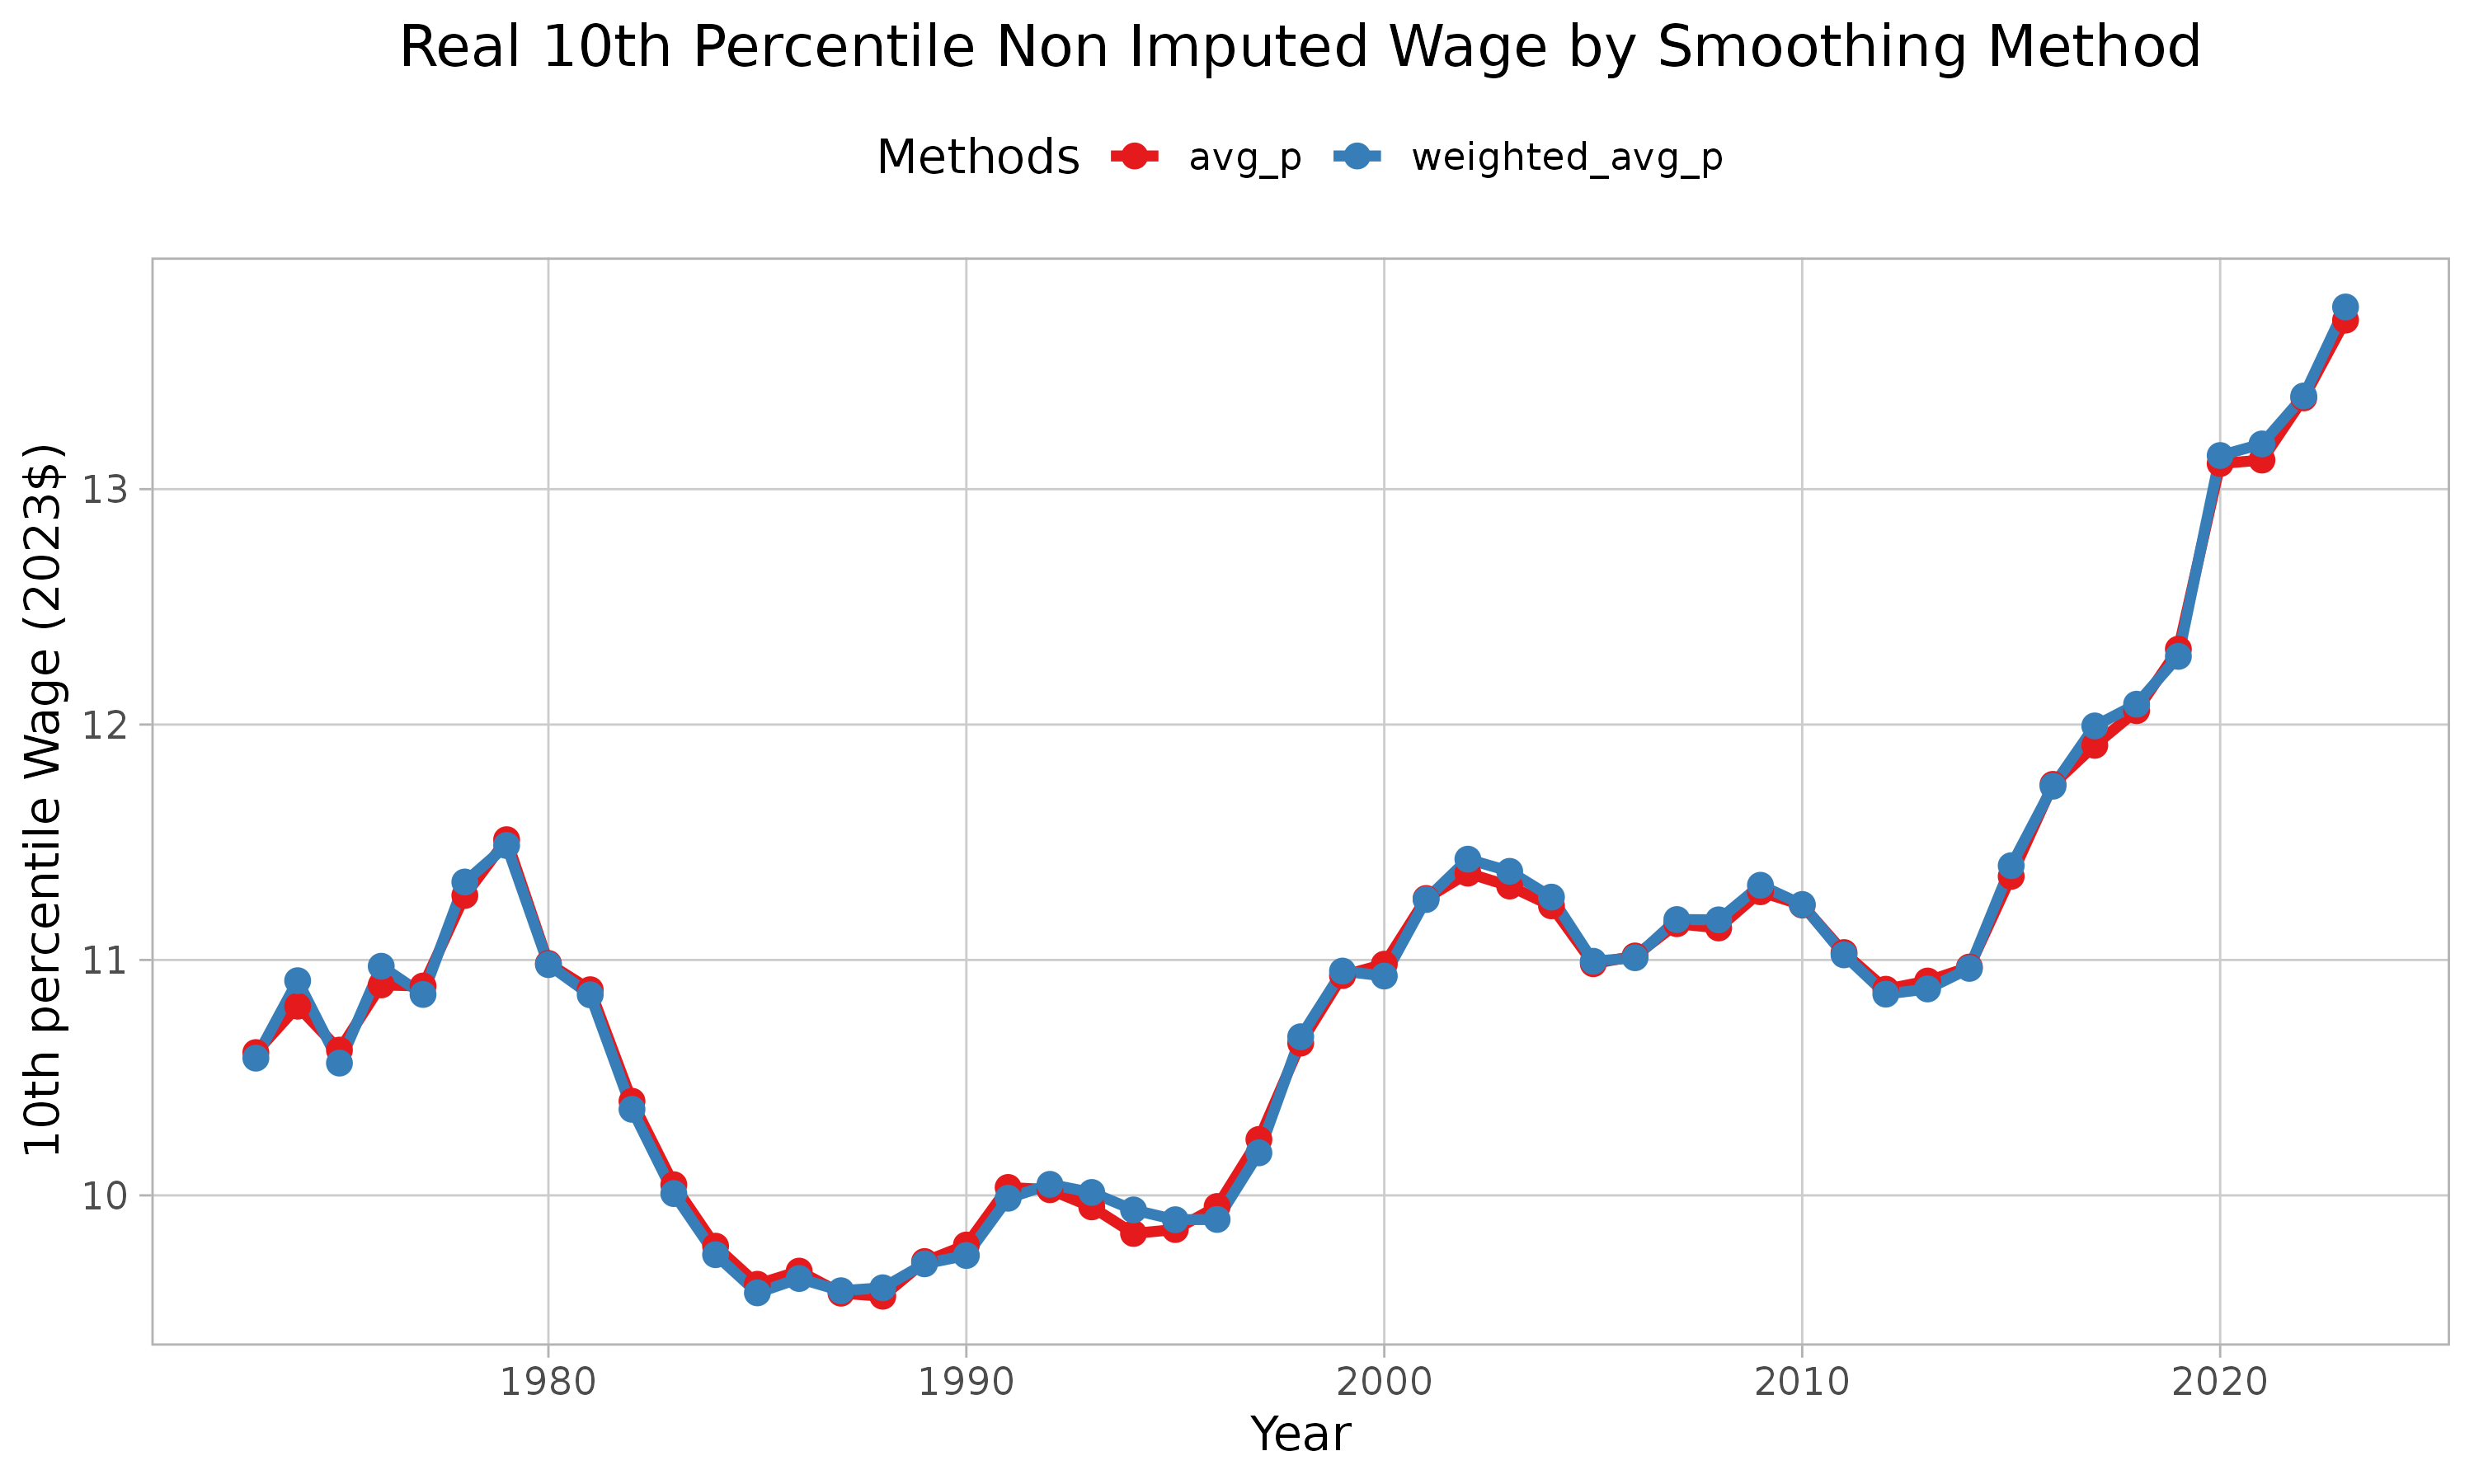 Real 10th Percentile Non Imputed Wage by Smoothing Method
Methods avg_p weighted_avg_p
10th percentile Wage (2023$)
13
12
11
10
1980 1990 2000 2010 2020
Year